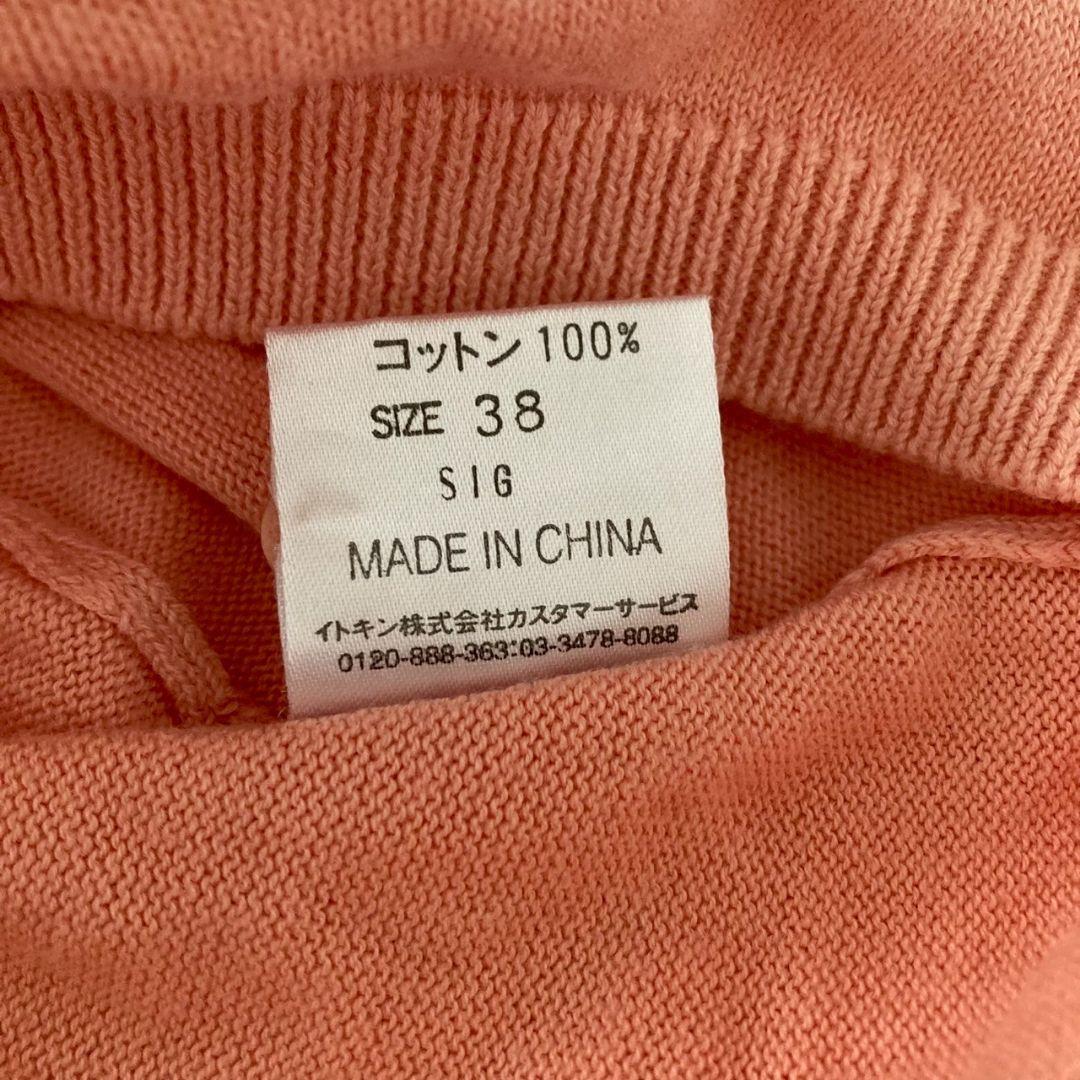 コットン 100%
SIZE 38
SIG
MADE IN CHINA
イトキン株式会社カスタマーサービス
0120-888-363:03-3478-8088